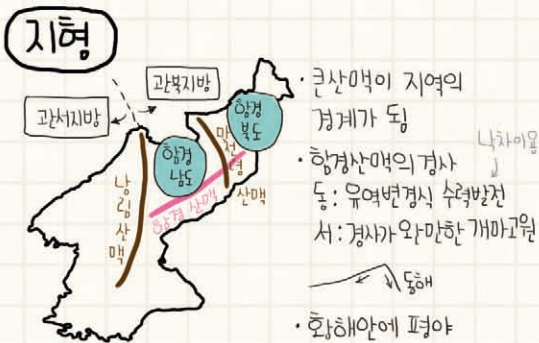 지형
관북지방
관서지방
함경
북도
함경
남도
마천령
산맥
낭림산맥
함경 산맥
· 큰산맥이 지역의
경계가 됨
· 함경산맥의 경사
낙차이용
동: 유역변경식 수력발전
서: 경사가 완만한 개마고원
동해
· 황해안에 평야